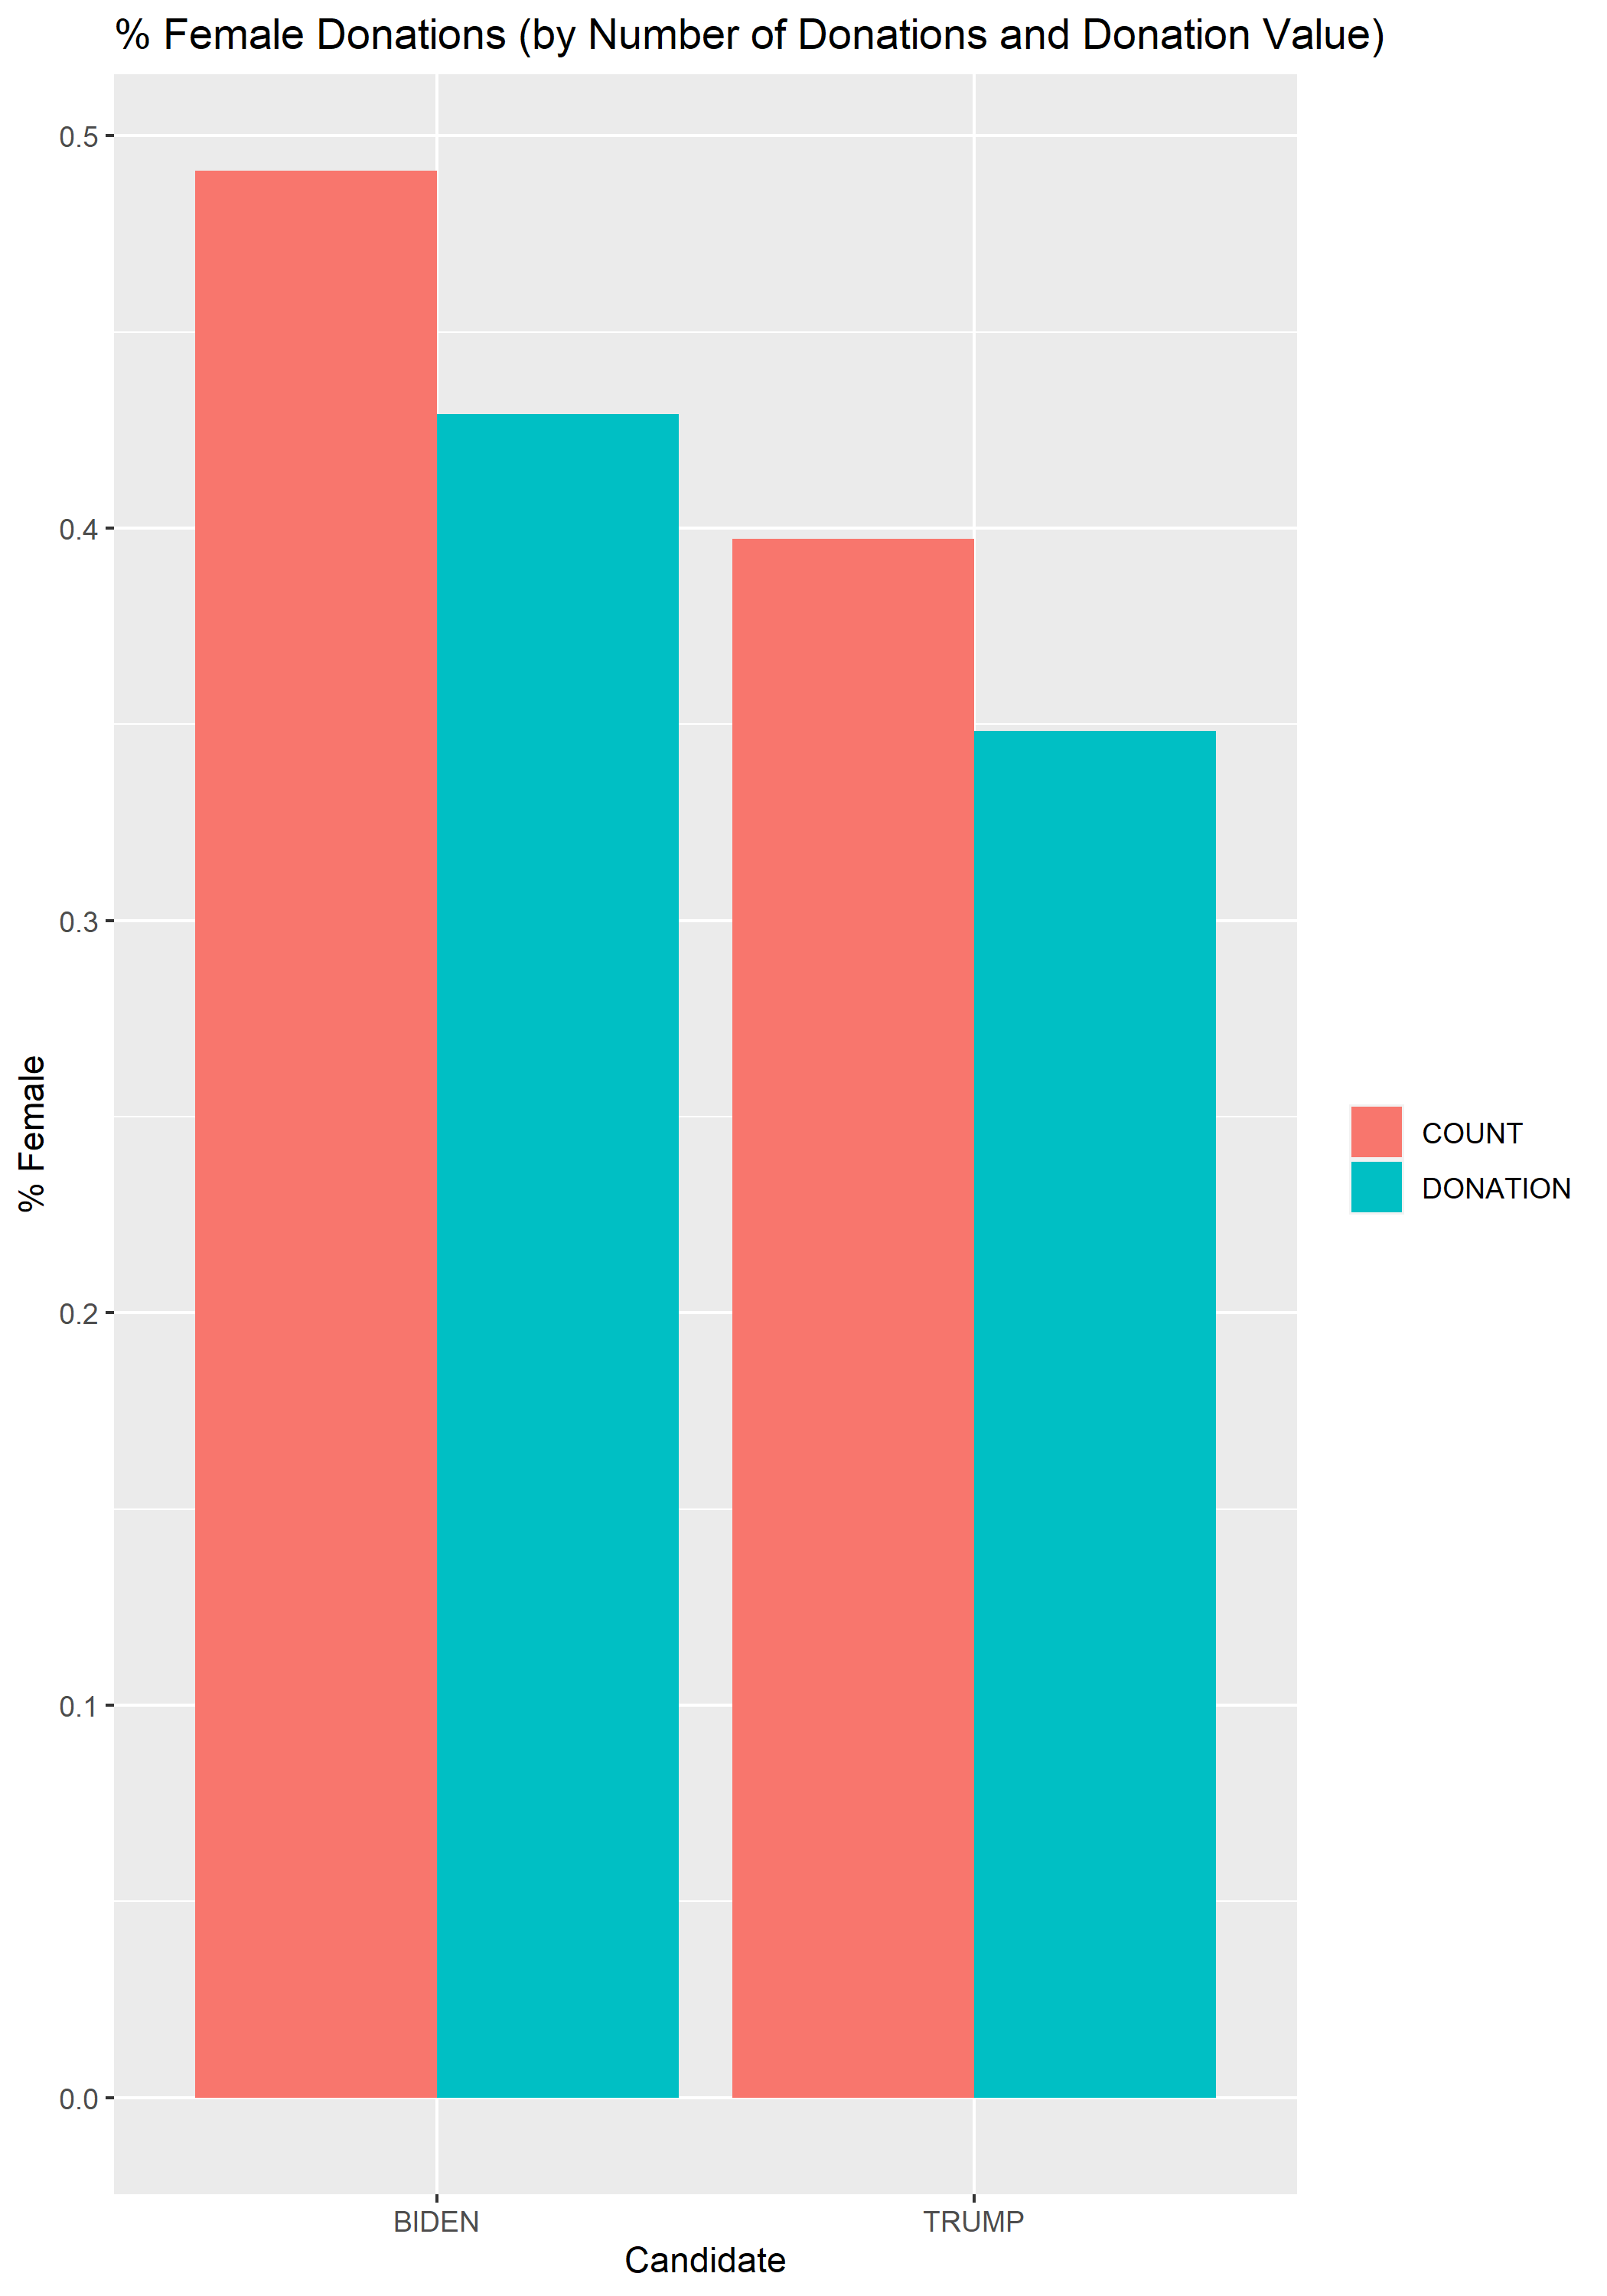 % Female Donations (by Number of Donations and Donation Value)
0.5
0.4
0.3
0.2
0.1
0.0
% Female
BIDEN
TRUMP
Candidate
COUNT
DONATION